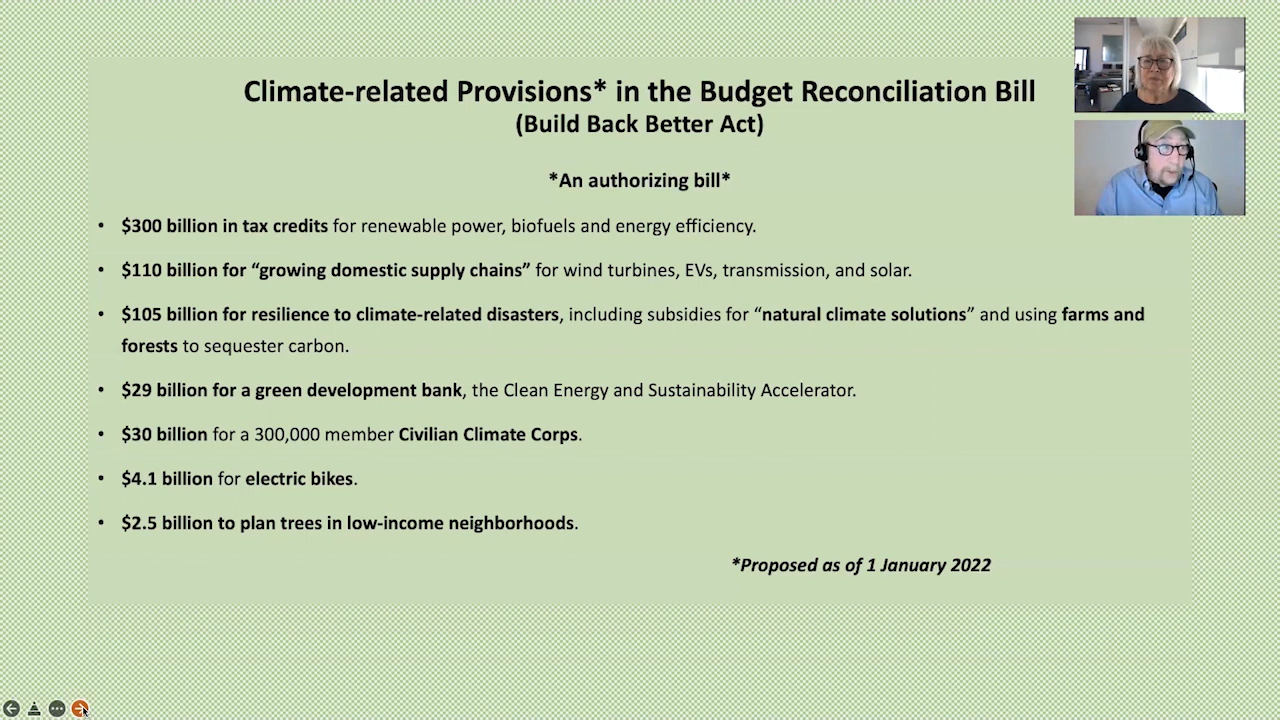 Climate-related Provisions* in the Budget Reconciliation Bill
(Build Back Better Act)
*An authorizing bill*
• $300 billion in tax credits for renewable power, biofuels and energy efficiency.
• $110 billion for “growing domestic supply chains” for wind turbines, EVs, transmission, and solar.
• $105 billion for resilience to climate-related disasters, including subsidies for “natural climate solutions” and using farms and
forests to sequester carbon.
• $29 billion for a green development bank, the Clean Energy and Sustainability Accelerator.
• $30 billion for a 300,000 member Civilian Climate Corps.
• $4.1 billion for electric bikes.
• $2.5 billion to plan trees in low-income neighborhoods.
*Proposed as of 1 January 2022